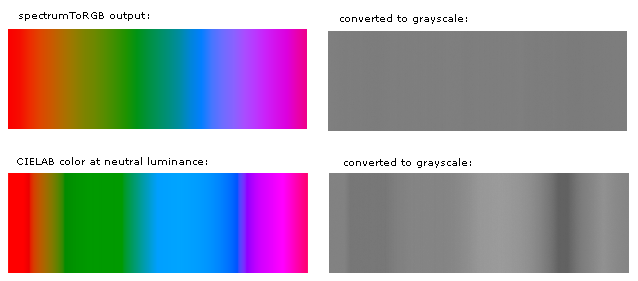 spectrumToRGB output:
converted to grayscale:
CIELAB color at neutral luminance:
converted to grayscale: